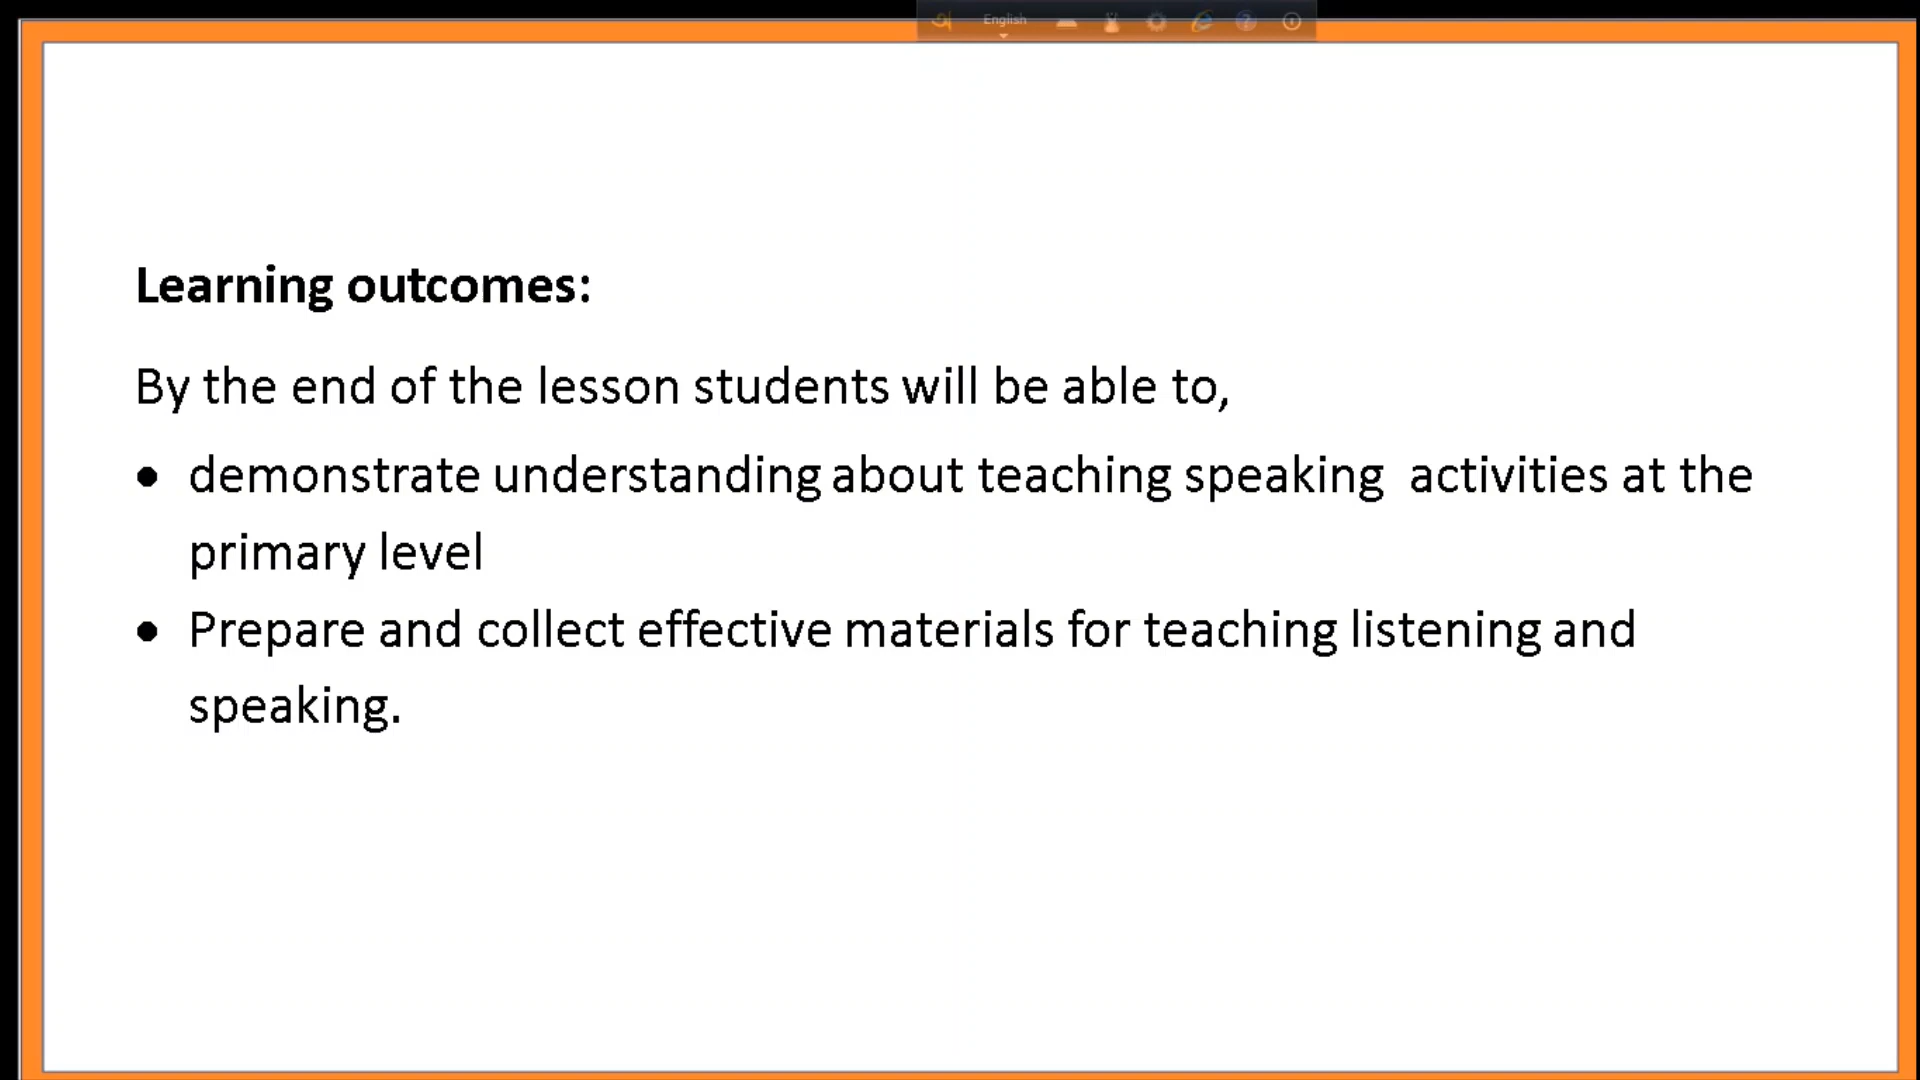 English
Learning outcomes:
By the end of the lesson students will be able to,
• demonstrate understanding about teaching speaking  activities at the
primary level
• Prepare and collect effective materials for teaching listening and
speaking.